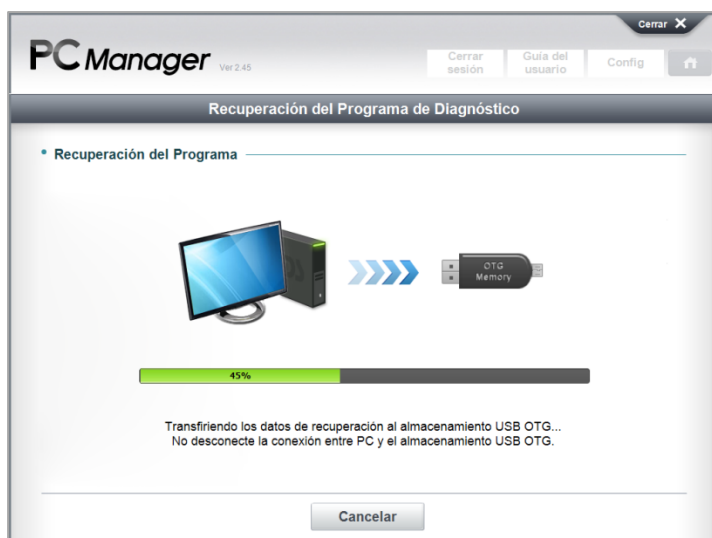 Cerrar X
PC Manager Ver 2.45
Cerrar sesión
Guía del usuario
Config
Recuperación del Programa de Diagnóstico
Recuperación del Programa
OTG
Memory
45%
Transfiriendo los datos de recuperación al almacenamiento USB OTG...
No desconecte la conexión entre PC y el almacenamiento USB OTG.
Cancelar